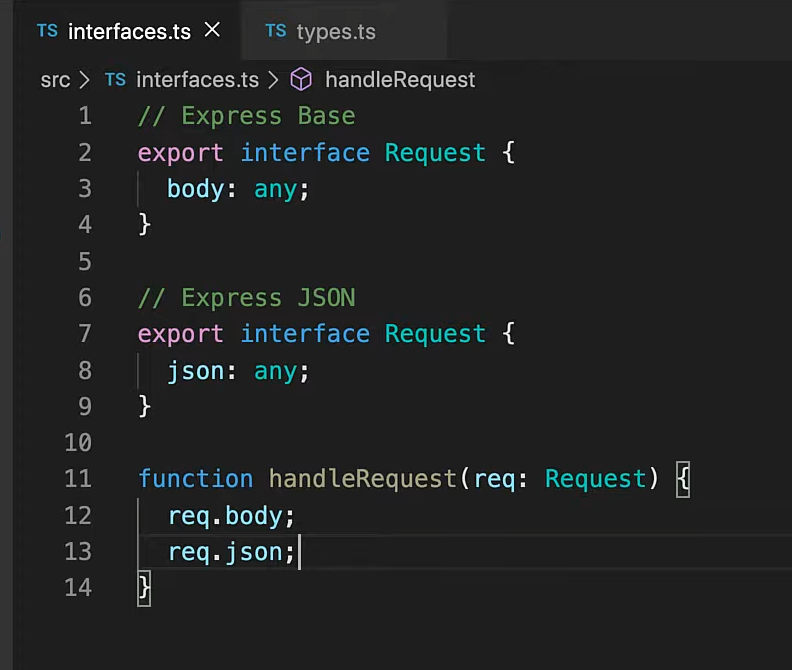 TS interfaces.ts × TS types.ts
src > TS interfaces.ts > handleRequest
1 // Express Base
2 export interface Request {
3   body: any;
4 }
5
6 // Express JSON
7 export interface Request {
8   json: any;
9 }
10
11 function handleRequest(req: Request) {
12   req.body;
13   req.json;
14 }